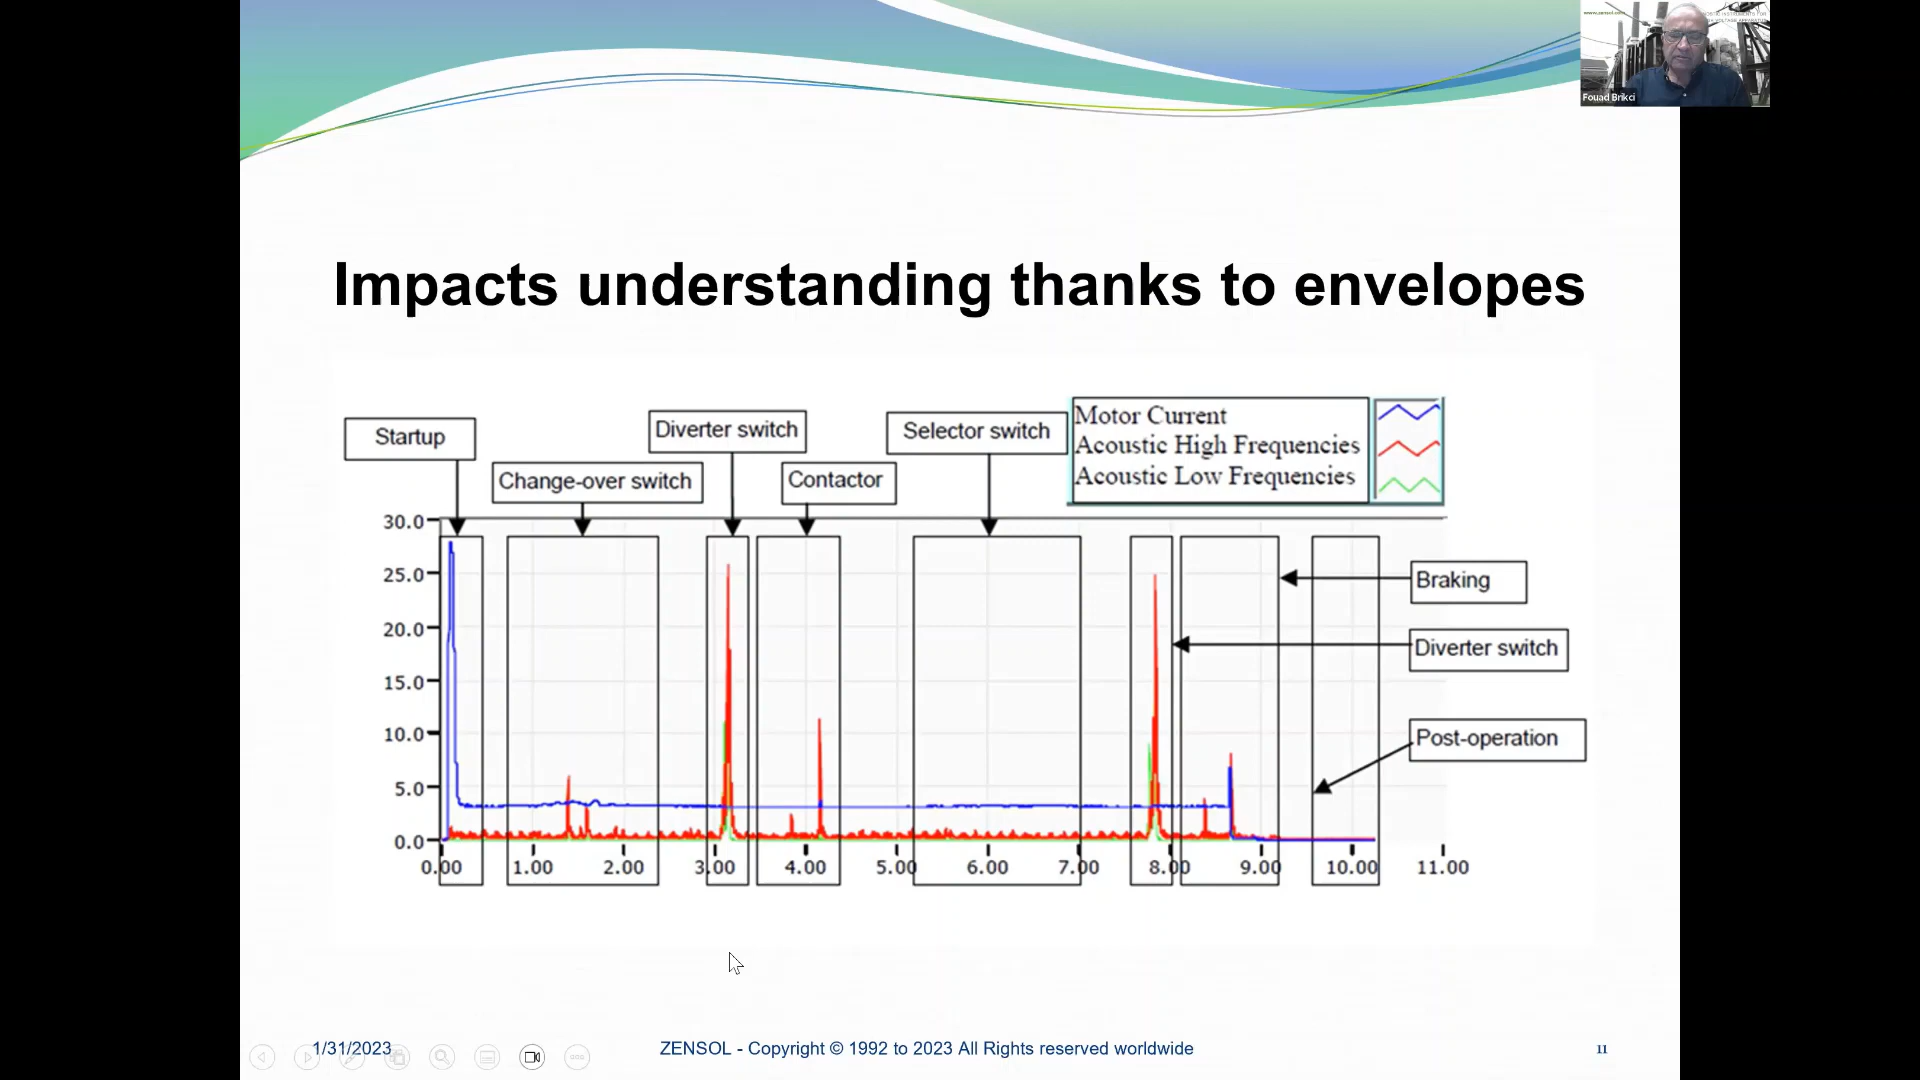 www.zensol.com
Fouad Brikci
Impacts understanding thanks to envelopes
Startup
Diverter switch
Selector switch
Change-over switch
Contactor
Motor Current
Acoustic High Frequencies
Acoustic Low Frequencies
30.0
25.0
20.0
15.0
10.0
5.0
0.0
Braking
Diverter switch
Post-operation
0.00 1.00 2.00 3.00 4.00 5.00 6.00 7.00 8.00 9.00 10.00 11.00
1/31/2023
ZENSOL - Copyright © 1992 to 2023 All Rights reserved worldwide
11